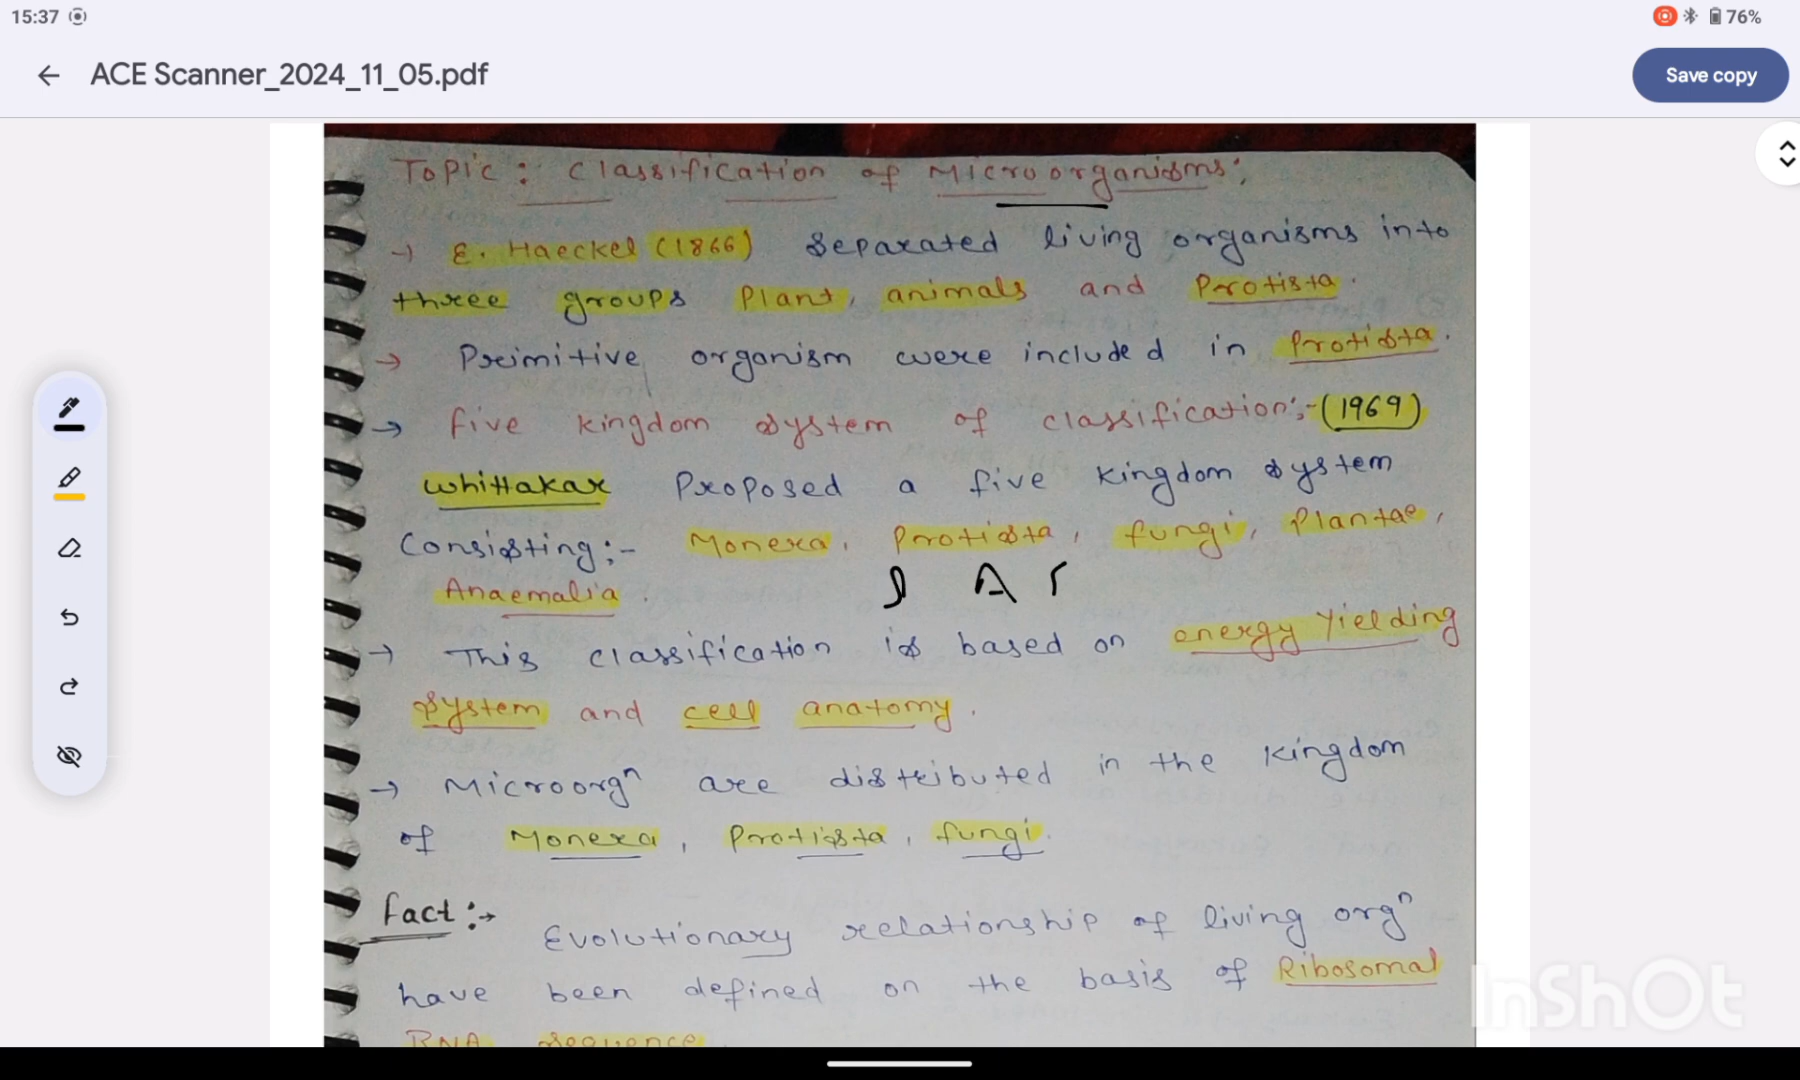 15:37
76%
ACE Scanner_2024_11_05.pdf
Save copy
Topic: Classification of Microorganisms:
→ E. Haeckel (1866) Separated living organisms into
three groups Plant, animals and Protista.
→ Primitive organism were included in Protista.
→ five kingdom system of classification:-(1969)
Whittakar Proposed a five kingdom system
Consisting:- Monera, Protista, fungi, Plantae,
Anaemalia.
→ This classification is based on energy yielding
system and cell anatomy.
→ Microorgⁿ are distributed in the kingdom
of Monera, Protista, fungi.
fact:→ Evolutionary relationship of living orgⁿ
have been defined on the basis of Ribosomal
RNA sequence.
InShOt